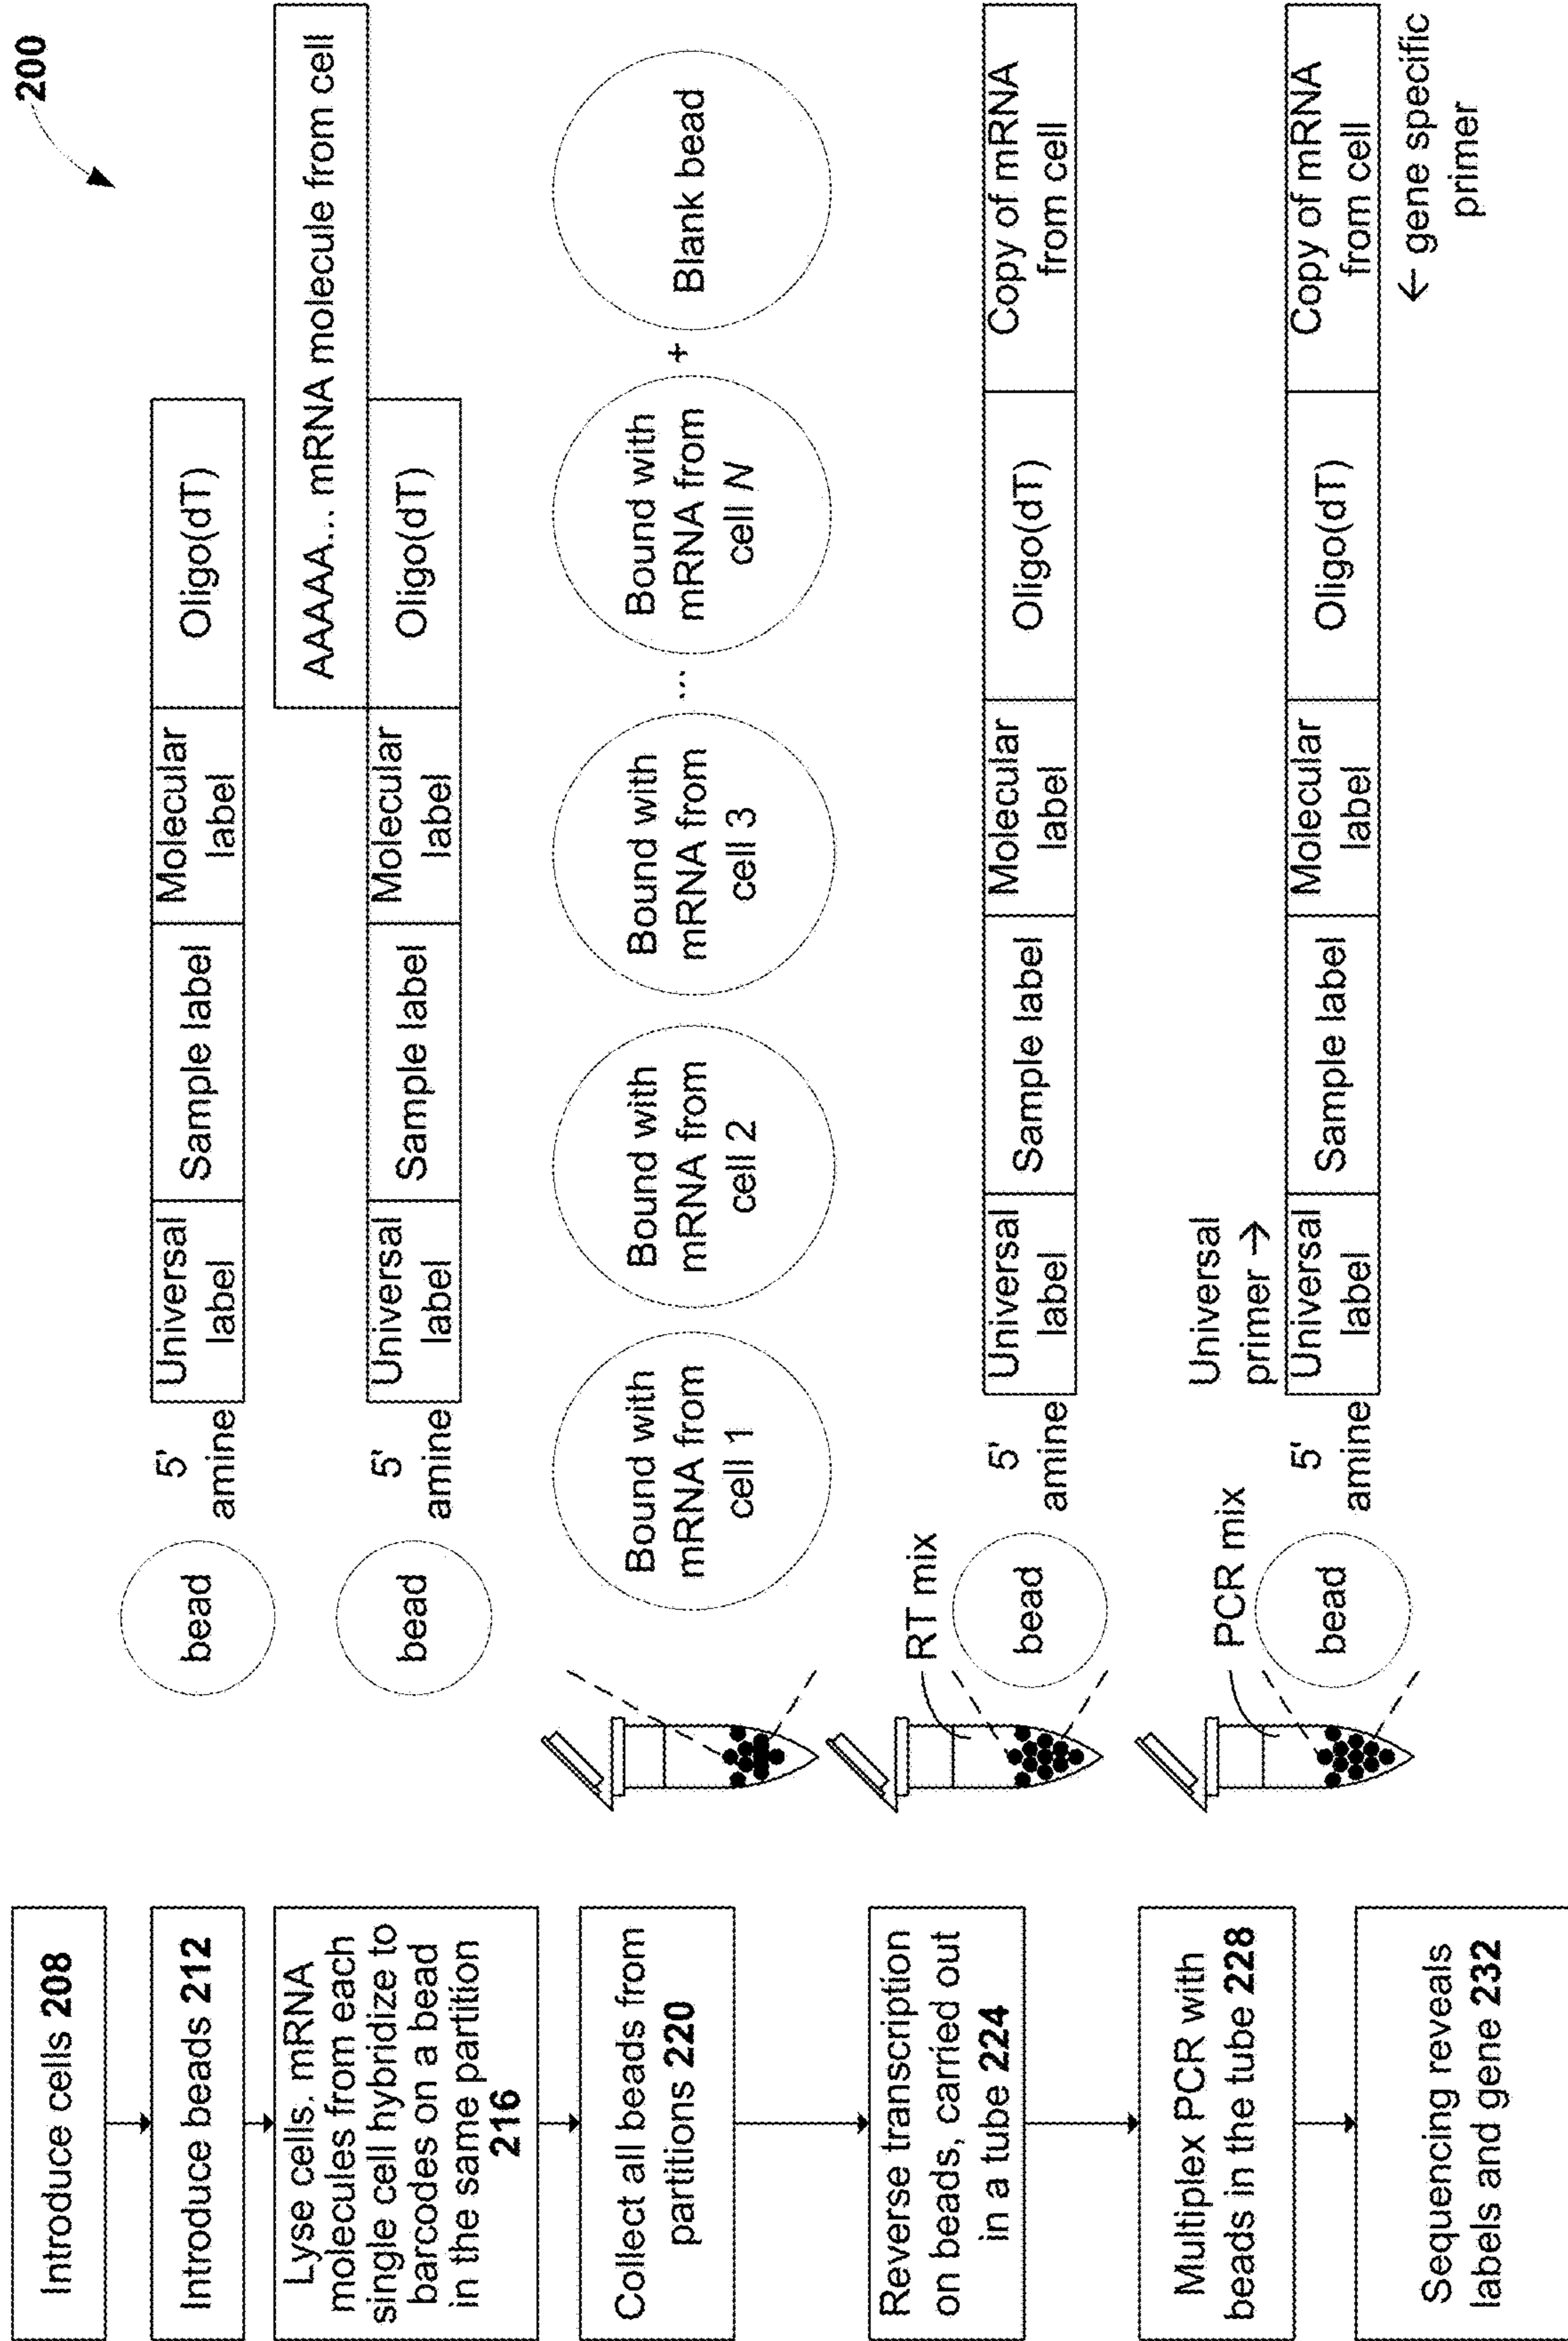 200
Introduce cells 208
Introduce beads 212
bead
5'
amine
Universal
label
Sample label
Molecular
label
Oligo(dT)
Lyse cells. mRNA
molecules from each
single cell hybridize to
barcodes on a bead
in the same partition
216
bead
5'
amine
Universal
label
Sample label
Molecular
label
Oligo(dT)
AAAAA... mRNA molecule from cell
Collect all beads from
partitions 220
Bound with
mRNA from
cell 1
Bound with
mRNA from
cell 2
Bound with
mRNA from
cell 3
...
Bound with
mRNA from
cell N
+
Blank bead
Reverse transcription
on beads, carried out
in a tube 224
RT mix
bead
5'
amine
Universal
label
Sample label
Molecular
label
Oligo(dT)
Copy of mRNA
from cell
Multiplex PCR with
beads in the tube 228
PCR mix
bead
5'
amine
Universal
primer →
Universal
label
Sample label
Molecular
label
Oligo(dT)
Copy of mRNA
from cell
← gene specific
primer
Sequencing reveals
labels and gene 232